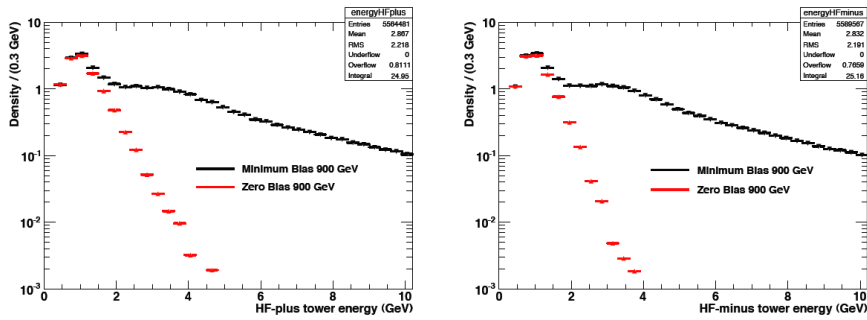 energyHFplus
Entries 5564481
Mean 2.867
RMS 2.218
Underflow 0
Overflow 0.8111
Integral 24.95
Density / (0.3 GeV)
10
1
10-1
10-2
10-3
Minimum Bias 900 GeV
Zero Bias 900 GeV
0 2 4 6 8 10
HF-plus tower energy (GeV)
energyHFminus
Entries 5589567
Mean 2.832
RMS 2.191
Underflow 0
Overflow 0.7659
Integral 25.16
Density / (0.3 GeV)
10
1
10-1
10-2
10-3
Minimum Bias 900 GeV
Zero Bias 900 GeV
0 2 4 6 8 10
HF-minus tower energy (GeV)